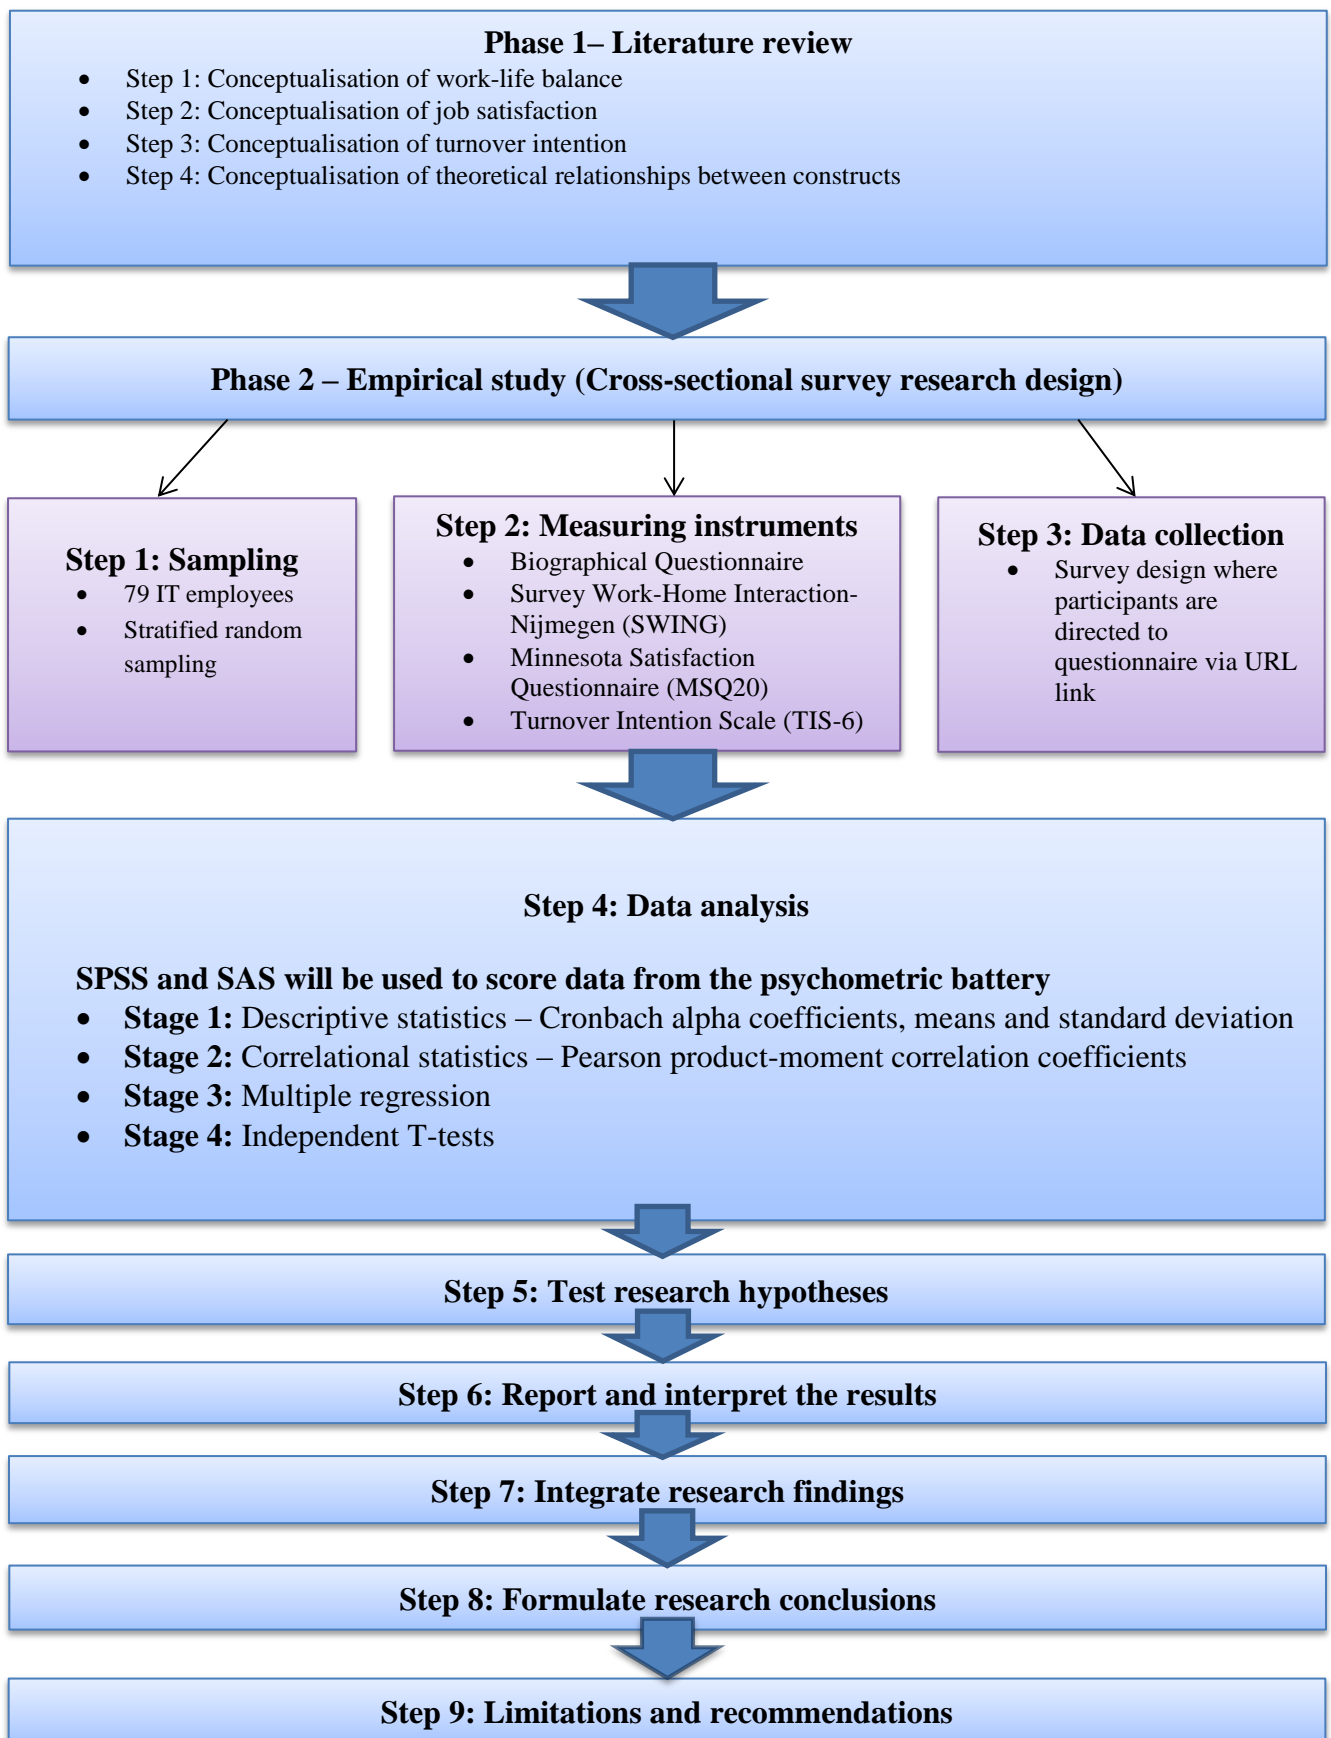 Phase 1– Literature review
• Step 1: Conceptualisation of work-life balance
• Step 2: Conceptualisation of job satisfaction
• Step 3: Conceptualisation of turnover intention
• Step 4: Conceptualisation of theoretical relationships between constructs
Phase 2 – Empirical study (Cross-sectional survey research design)
Step 1: Sampling
• 79 IT employees
• Stratified random
sampling
Step 2: Measuring instruments
• Biographical Questionnaire
• Survey Work-Home Interaction-
Nijmegen (SWING)
• Minnesota Satisfaction
Questionnaire (MSQ20)
• Turnover Intention Scale (TIS-6)
Step 3: Data collection
• Survey design where
participants are
directed to
questionnaire via URL
link
Step 4: Data analysis
SPSS and SAS will be used to score data from the psychometric battery
• Stage 1: Descriptive statistics – Cronbach alpha coefficients, means and standard deviation
• Stage 2: Correlational statistics – Pearson product-moment correlation coefficients
• Stage 3: Multiple regression
• Stage 4: Independent T-tests
Step 5: Test research hypotheses
Step 6: Report and interpret the results
Step 7: Integrate research findings
Step 8: Formulate research conclusions
Step 9: Limitations and recommendations